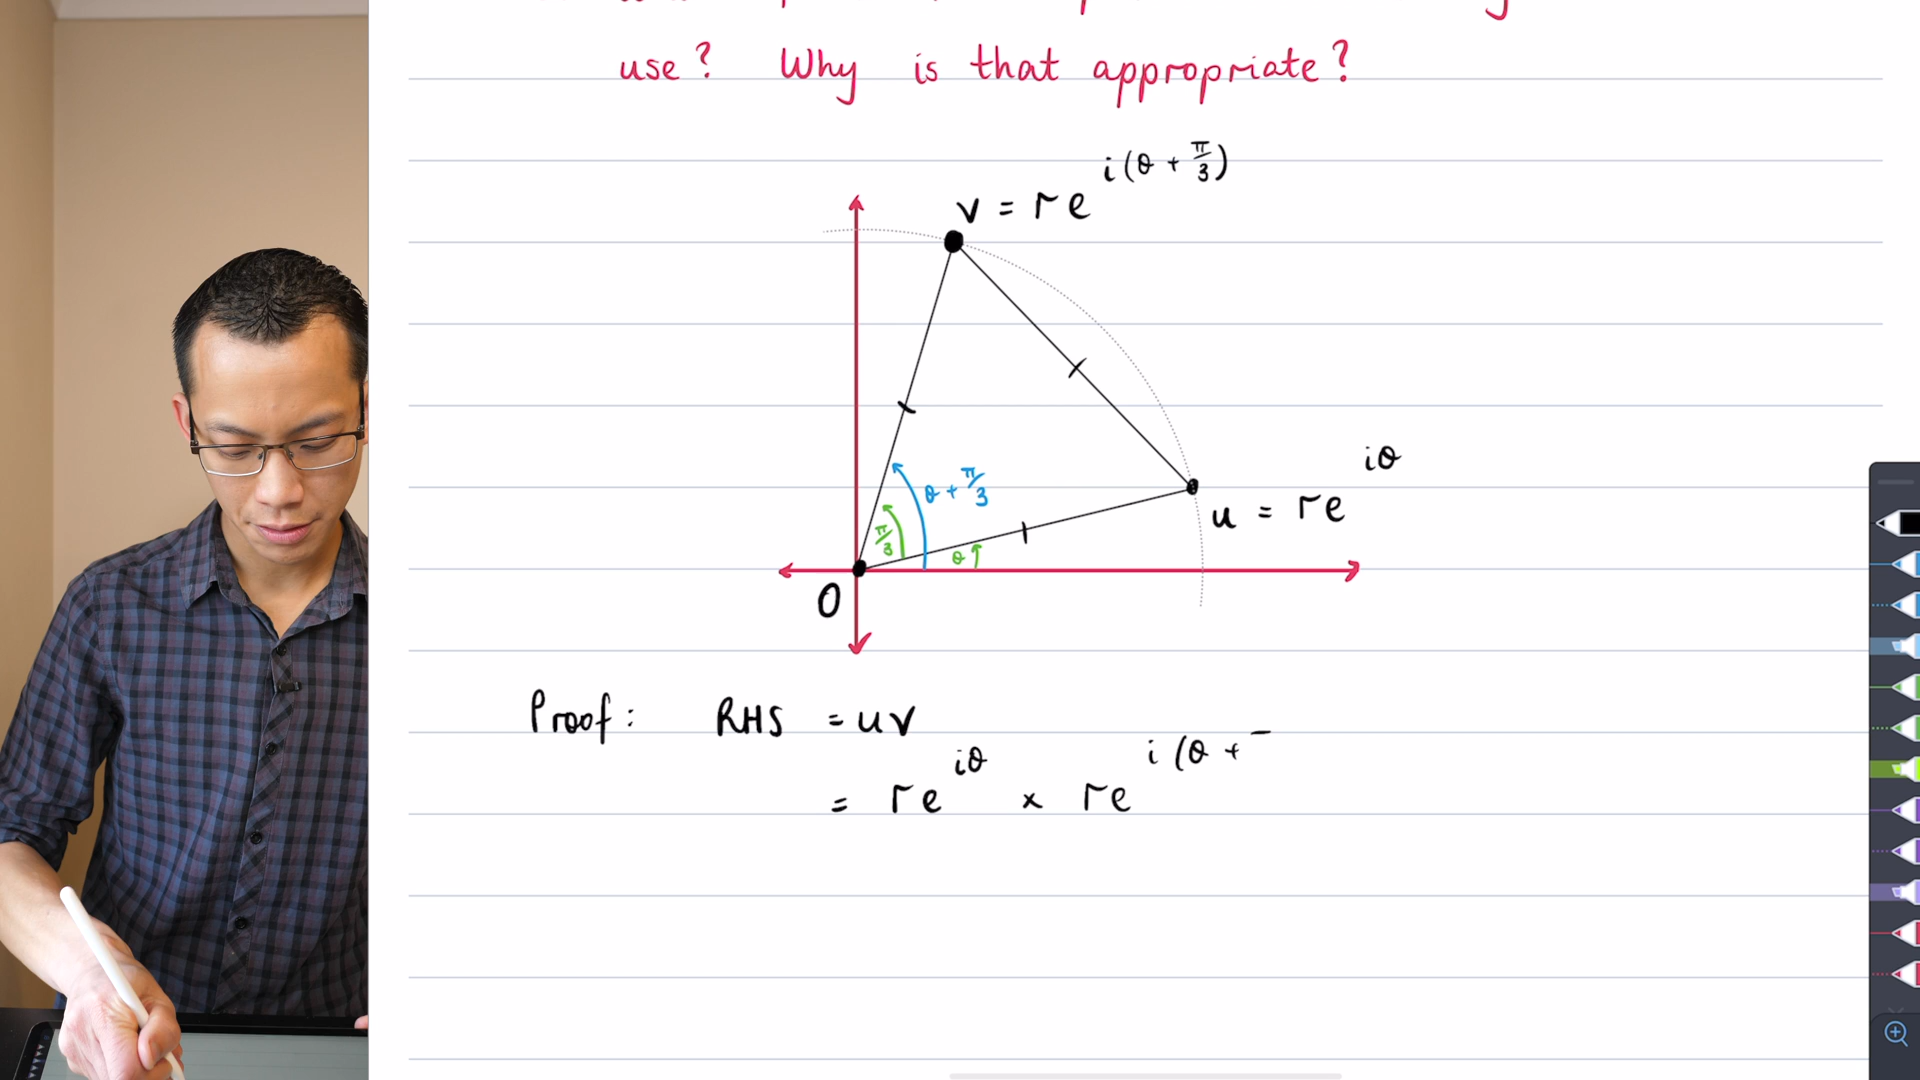 use? Why is that appropriate?
v = re^{i(θ + π/3)}
θ + π/3
π/3
θ
u = re^{iθ}
O
Proof: RHS = uv
= re^{iθ} × re^{i(θ +